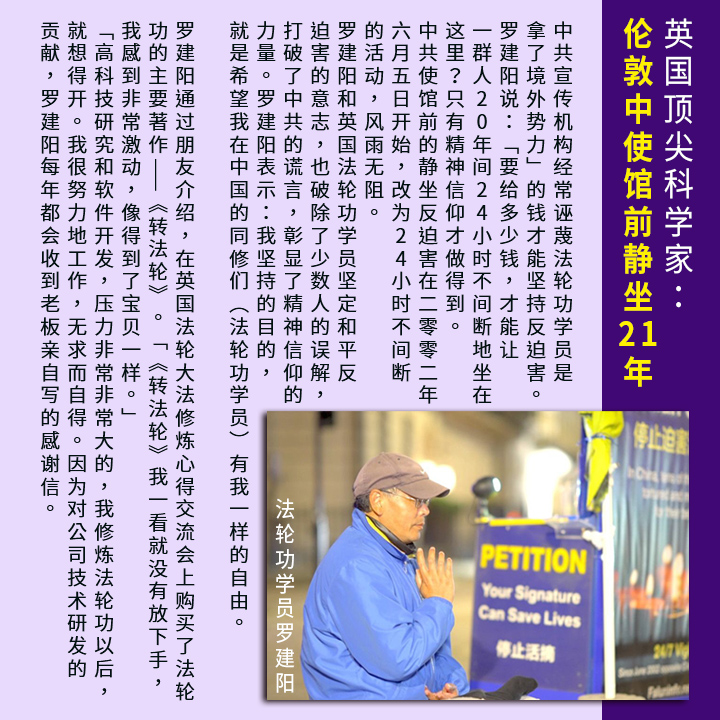 英国顶尖科学家：
伦敦中使馆前静坐21年
中共宣传机构经常诬蔑法轮功学员是
拿了境外势力」的钱才能坚持反迫害。
罗建阳说：「要给多少钱，才能让
一群人20年间24小时不间断地坐在
这里？只有精神信仰才做得到。
中共使馆前的静坐反迫害在二零零二年
六月五日开始，改为24小时不间断
的活动，风雨无阻。
罗建阳和英国法轮功学员坚定和平反
迫害的意志，也破除了少数人的误解，
打破了中共的谎言，彰显了精神信仰的
力量。罗建阳表示：我坚持的目的，
就是希望我在中国的同修们（法轮功学员）有我一样的自由。
罗建阳通过朋友介绍，在英国法轮大法修炼心得交流会上购买了法轮
功的主要著作——《转法轮》。「《转法轮》我一看就没有放下手，
我感到非常激动，像得到了宝贝一样。」
「高科技研究和软件开发，压力非常非常大的，我修炼法轮功以后，
就想得开。我很努力地工作，无求而自得。因为对公司技术研发的
贡献，罗建阳每年都会收到老板亲自写的感谢信。
法轮功学员罗建阳
PETITION
Your Signature
Can Save Lives
停止活摘
停止迫害
In China,
24/7